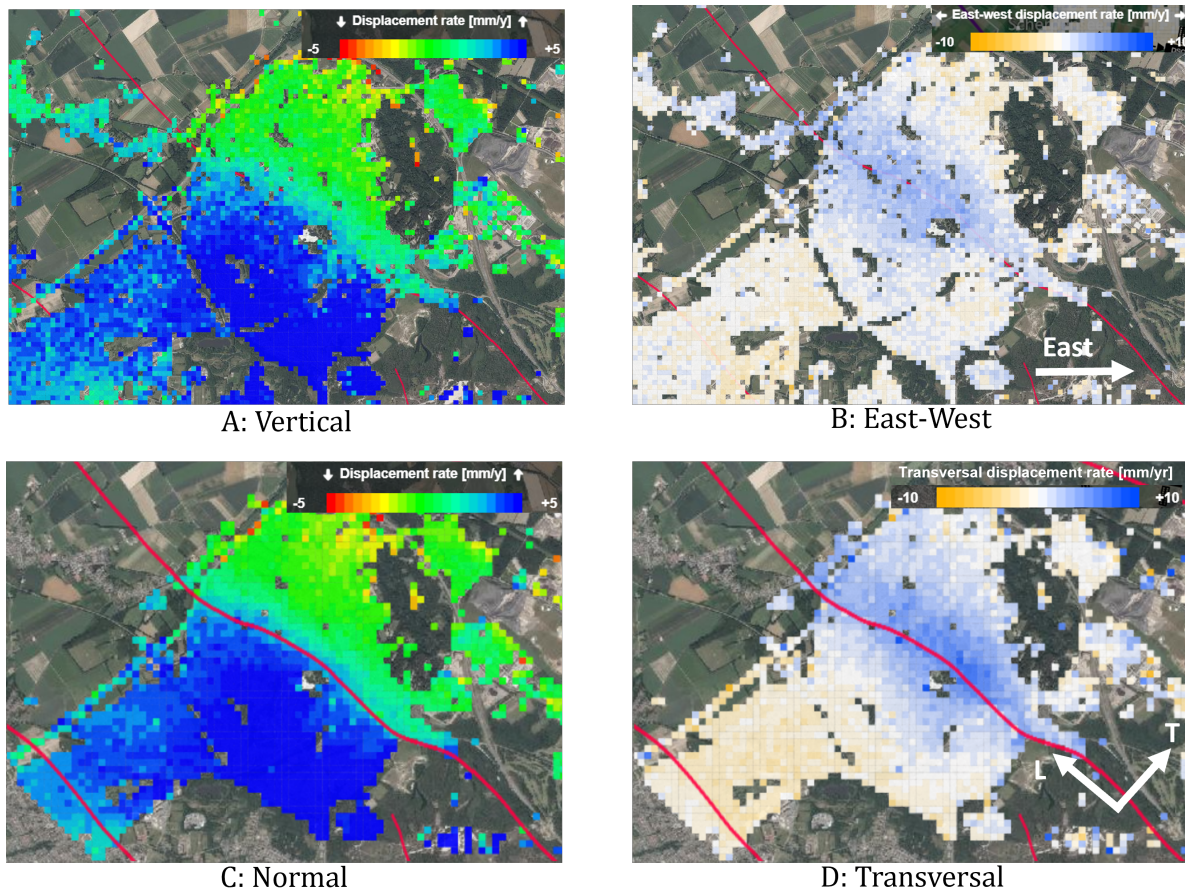 ↓ Displacement rate [mm/y] ↑
-5 +5
← East-west displacement rate [mm/y] →
-10 +10
East
A: Vertical
B: East-West
↓ Displacement rate [mm/y] ↑
-5 +5
Transversal displacement rate [mm/yr]
-10 +10
T
L
C: Normal
D: Transversal